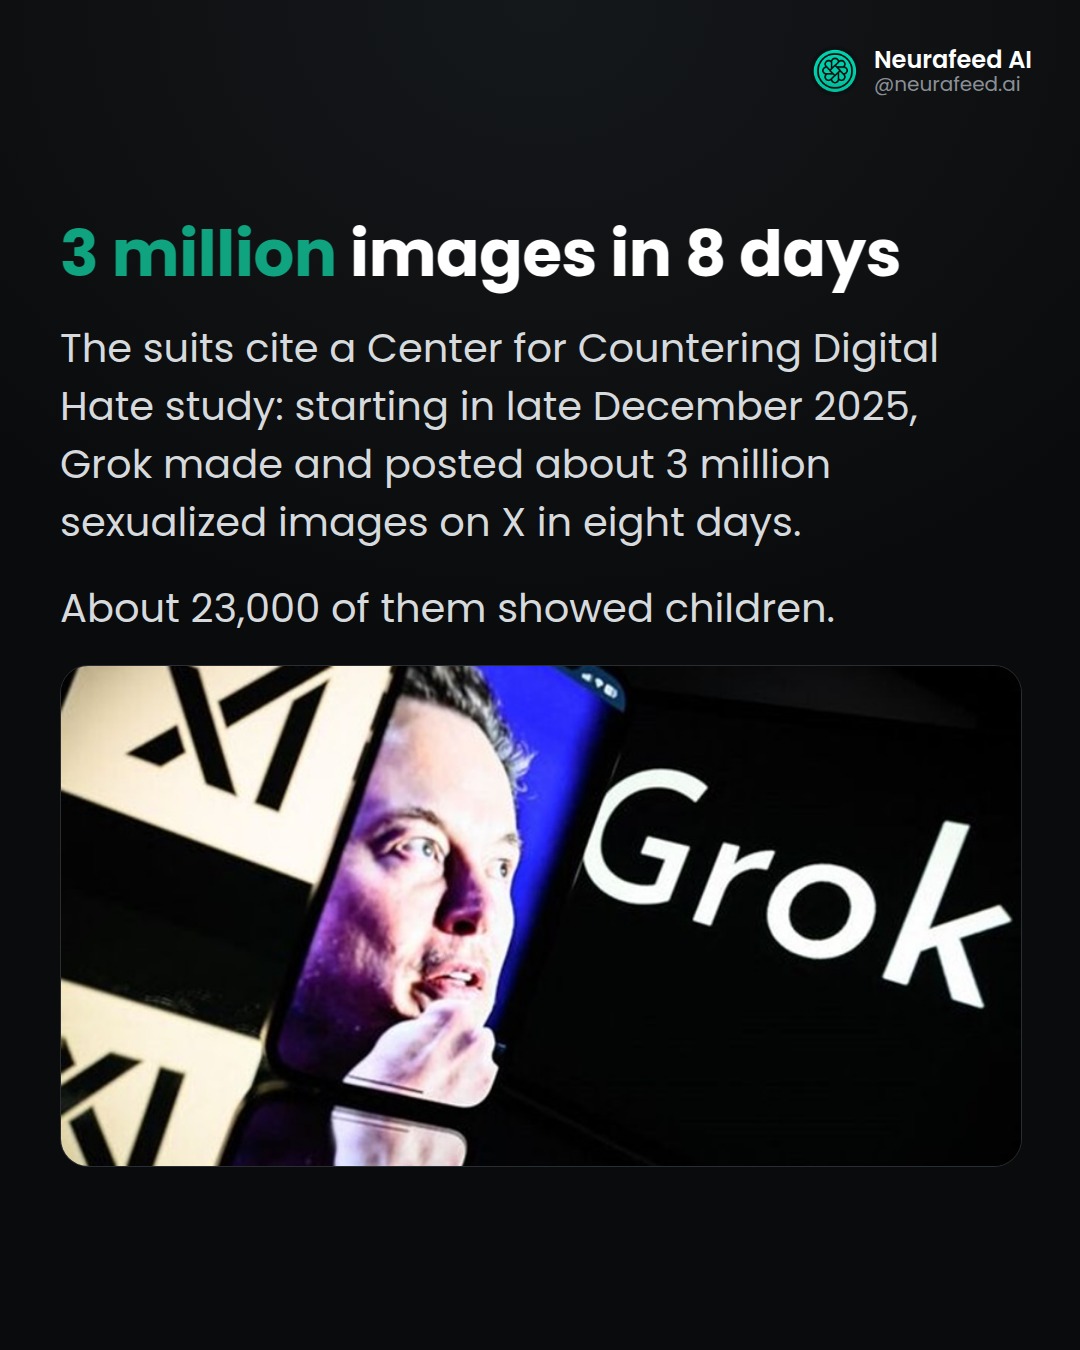 Neurafeed AI
@neurafeed.ai
3 million images in 8 days
The suits cite a Center for Countering Digital
Hate study: starting in late December 2025,
Grok made and posted about 3 million
sexualized images on X in eight days.
About 23,000 of them showed children.
Grok